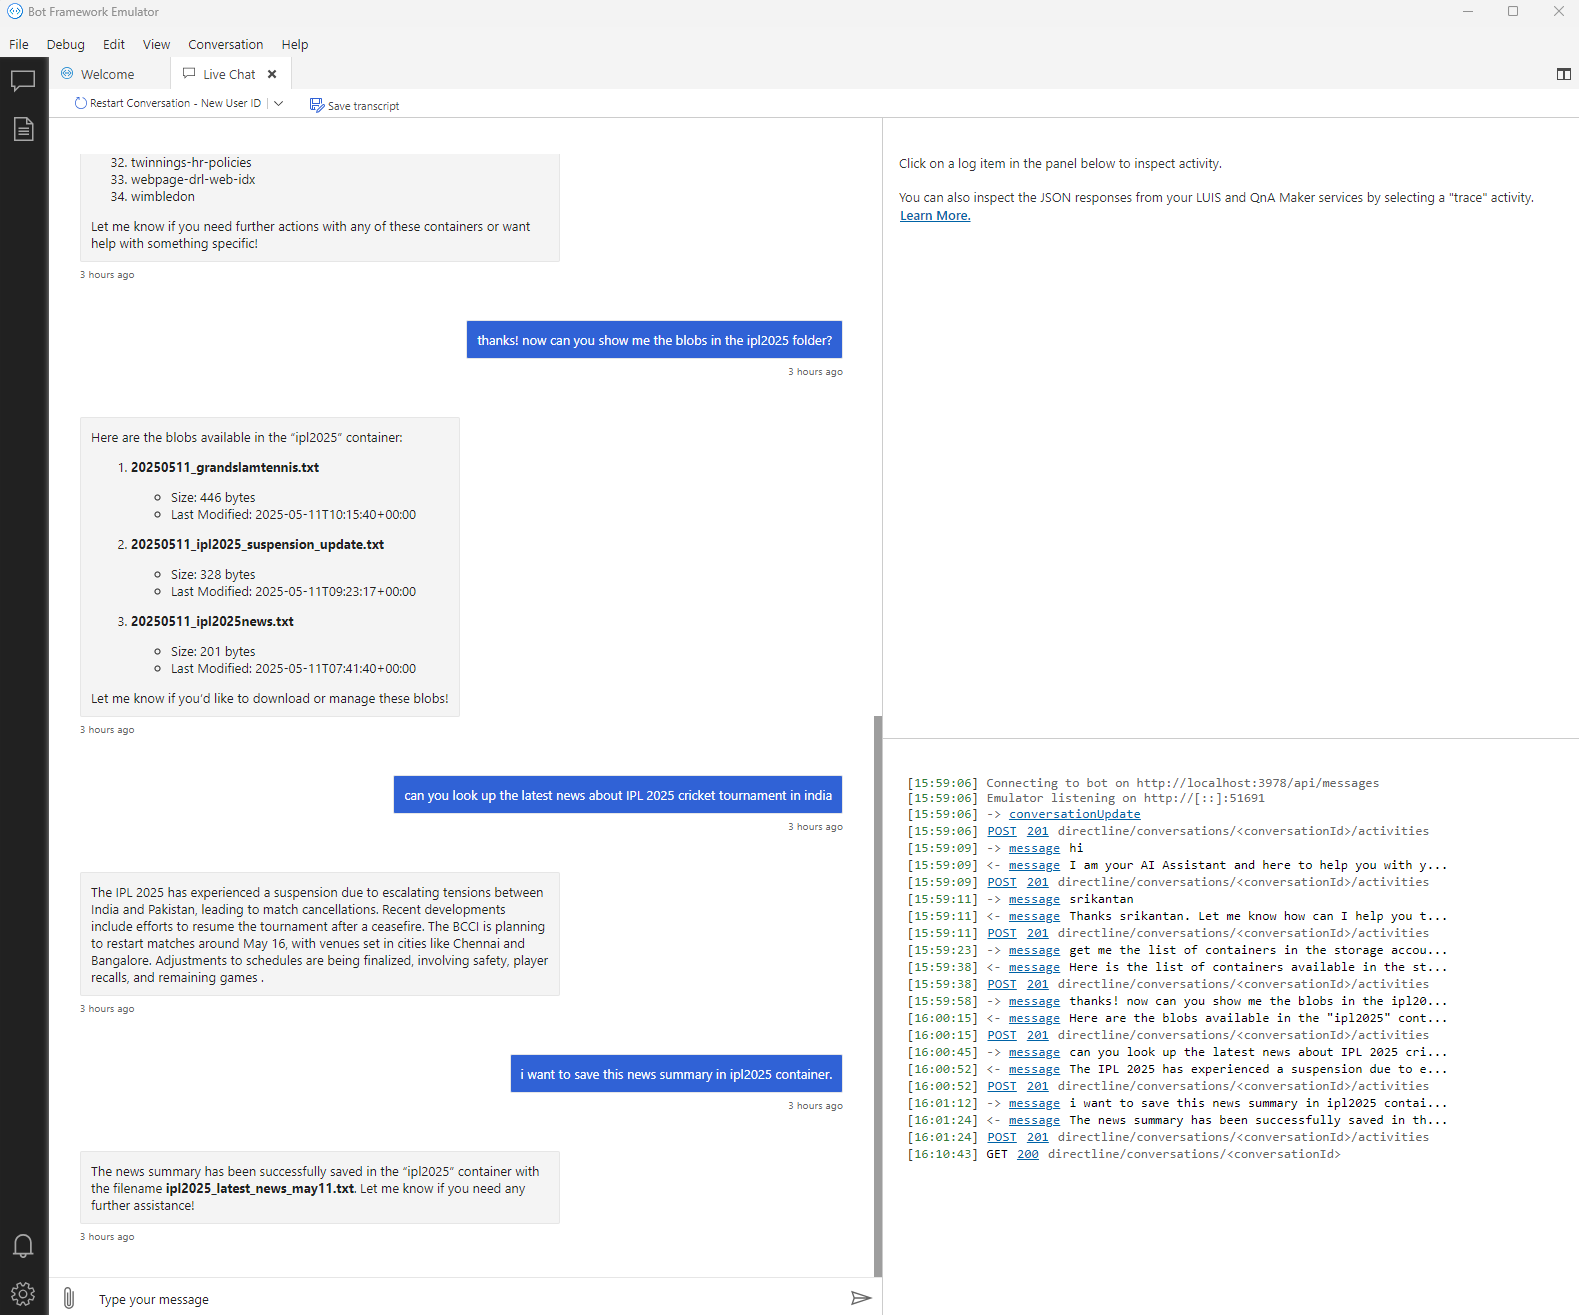 Bot Framework Emulator
File Debug Edit View Conversation Help
Welcome
Live Chat
Restart Conversation - New User ID
Save transcript
32. twinnings-hr-policies
33. webpage-drl-web-idx
34. wimbledon
Let me know if you need further actions with any of these containers or want
help with something specific!
3 hours ago
thanks! now can you show me the blobs in the ipl2025 folder?
3 hours ago
Here are the blobs available in the “ipl2025” container:
1. 20250511_grandslamtennis.txt
Size: 446 bytes
Last Modified: 2025-05-11T10:15:40+00:00
2. 20250511_ipl2025_suspension_update.txt
Size: 328 bytes
Last Modified: 2025-05-11T09:23:17+00:00
3. 20250511_ipl2025news.txt
Size: 201 bytes
Last Modified: 2025-05-11T07:41:40+00:00
Let me know if you’d like to download or manage these blobs!
3 hours ago
can you look up the latest news about IPL 2025 cricket tournament in india
3 hours ago
The IPL 2025 has experienced a suspension due to escalating tensions between
India and Pakistan, leading to match cancellations. Recent developments
include efforts to resume the tournament after a ceasefire. The BCCI is planning
to restart matches around May 16, with venues set in cities like Chennai and
Bangalore. Adjustments to schedules are being finalized, involving safety, player
recalls, and remaining games .
3 hours ago
i want to save this news summary in ipl2025 container.
3 hours ago
The news summary has been successfully saved in the “ipl2025” container with
the filename ipl2025_latest_news_may11.txt. Let me know if you need any
further assistance!
3 hours ago
Type your message
Click on a log item in the panel below to inspect activity.
You can also inspect the JSON responses from your LUIS and QnA Maker services by selecting a "trace" activity.
Learn More.
[15:59:06] Connecting to bot on http://localhost:3978/api/messages
[15:59:06] Emulator listening on http://[::]:51691
[15:59:06] -> conversationUpdate
[15:59:06] POST 201 directline/conversations/<conversationId>/activities
[15:59:09] -> message hi
[15:59:09] <- message I am your AI Assistant and here to help you with y...
[15:59:09] POST 201 directline/conversations/<conversationId>/activities
[15:59:11] -> message srikantan
[15:59:11] <- message Thanks srikantan. Let me know how can I help you t...
[15:59:11] POST 201 directline/conversations/<conversationId>/activities
[15:59:23] -> message get me the list of containers in the storage accou...
[15:59:38] <- message Here is the list of containers available in the st...
[15:59:38] POST 201 directline/conversations/<conversationId>/activities
[15:59:58] -> message thanks! now can you show me the blobs in the ipl20...
[16:00:15] <- message Here are the blobs available in the "ipl2025" cont...
[16:00:15] POST 201 directline/conversations/<conversationId>/activities
[16:00:45] -> message can you look up the latest news about IPL 2025 cri...
[16:00:52] <- message The IPL 2025 has experienced a suspension due to e...
[16:00:52] POST 201 directline/conversations/<conversationId>/activities
[16:01:12] -> message i want to save this news summary in ipl2025 contai...
[16:01:24] <- message The news summary has been successfully saved in th...
[16:01:24] POST 201 directline/conversations/<conversationId>/activities
[16:10:43] GET 200 directline/conversations/<conversationId>